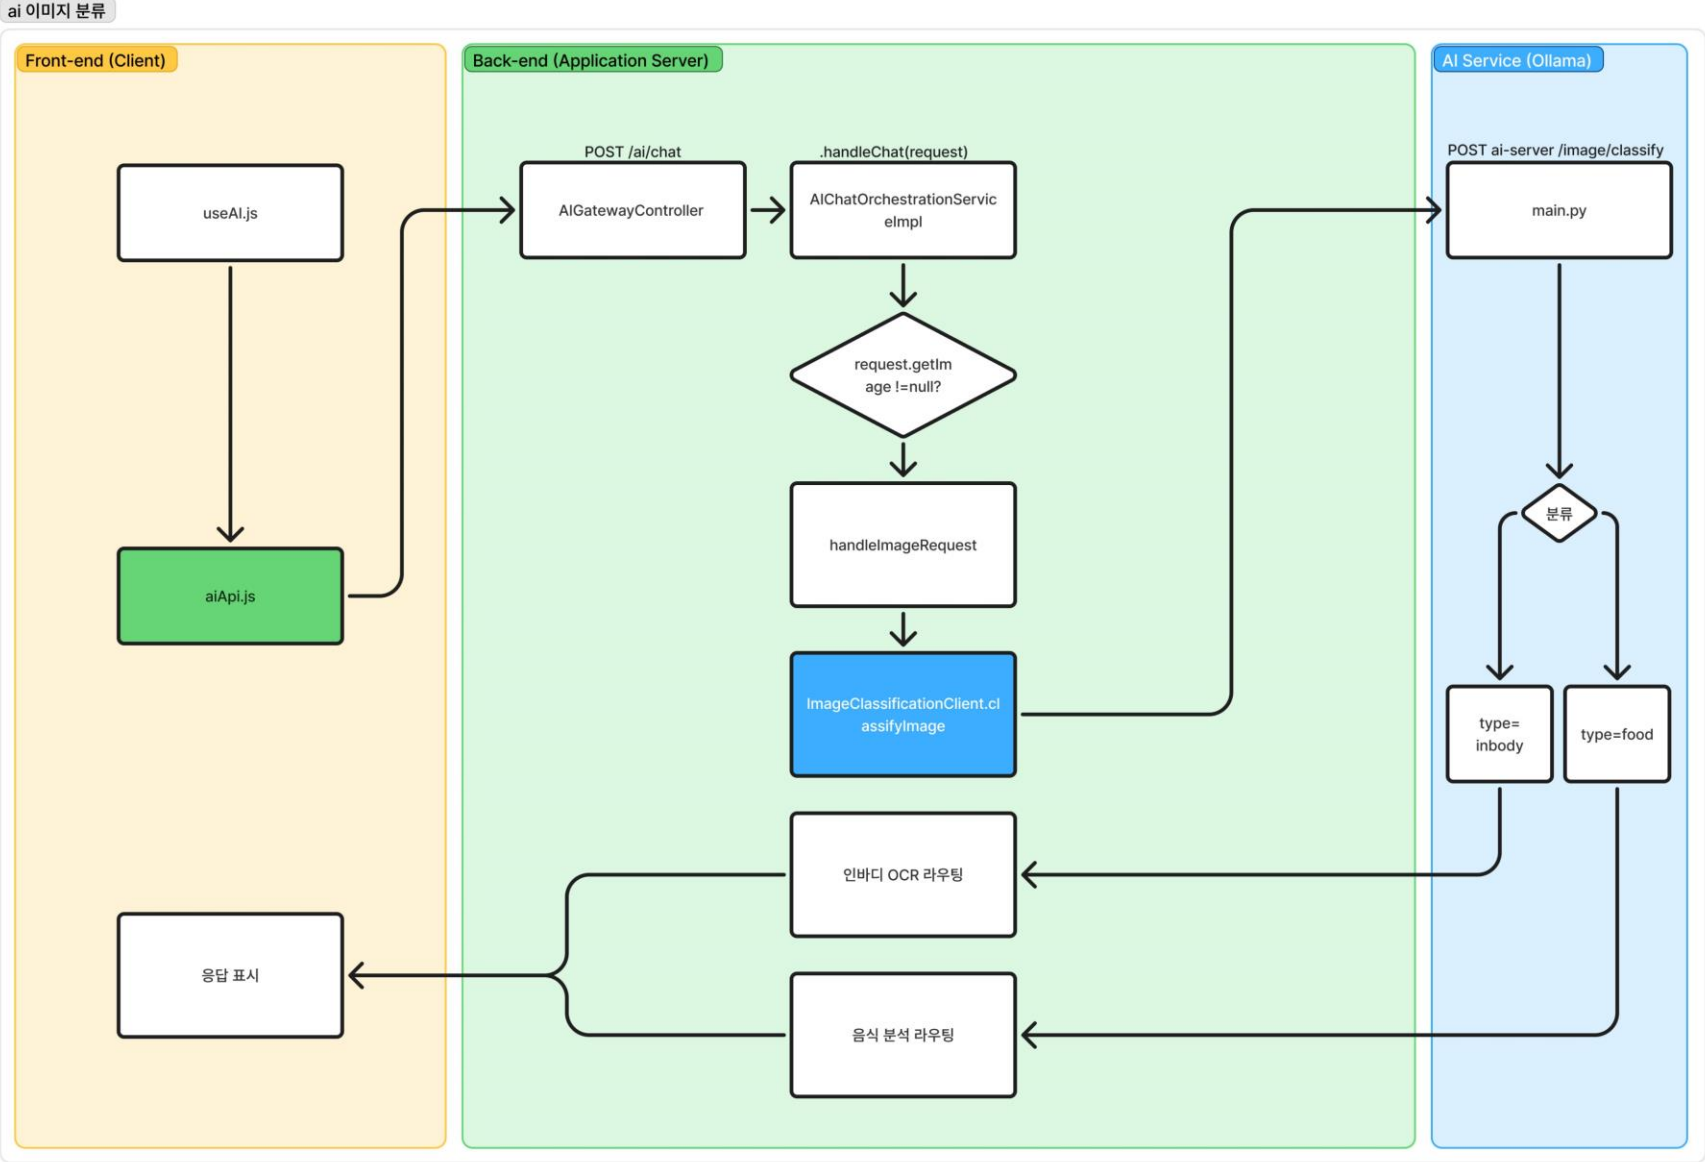 ai 이미지 분류
Front-end (Client)
useAI.js
aiApi.js
응답 표시
Back-end (Application Server)
POST /ai/chat
AIGatewayController
.handleChat(request)
AIChatOrchestrationServic
eImpl
request.getIm
age !=null?
handleImageRequest
ImageClassificationClient.cl
assifyImage
인바디 OCR 라우팅
음식 분석 라우팅
AI Service (Ollama)
POST ai-server /image/classify
main.py
분류
type=
inbody
type=food